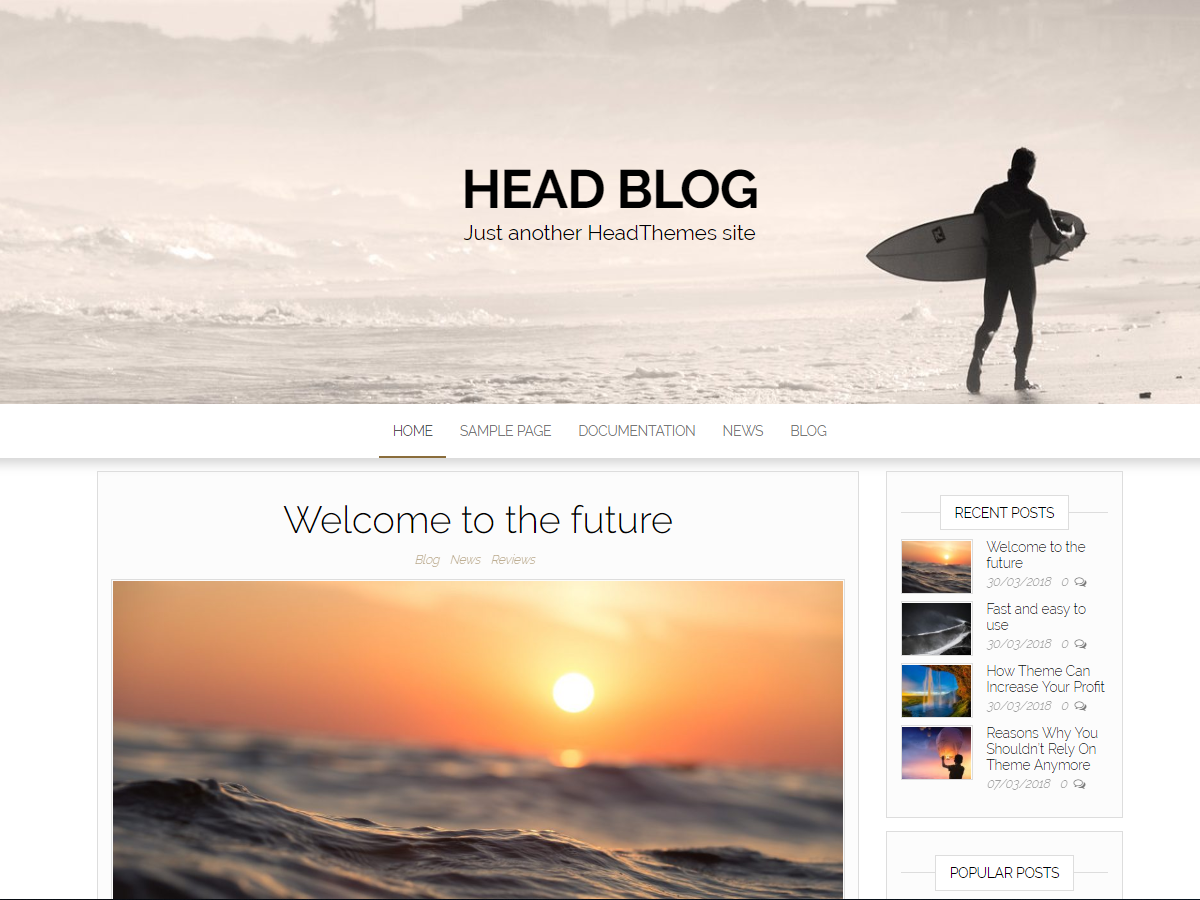 HEAD BLOG
Just another HeadThemes site
HOME SAMPLE PAGE DOCUMENTATION NEWS BLOG
Welcome to the future
Blog News Reviews
RECENT POSTS
Welcome to the
future
30/03/2018 0
Fast and easy to
use
30/03/2018 0
How Theme Can
Increase Your Profit
30/03/2018 0
Reasons Why You
Shouldn't Rely On
Theme Anymore
07/03/2018 0
POPULAR POSTS